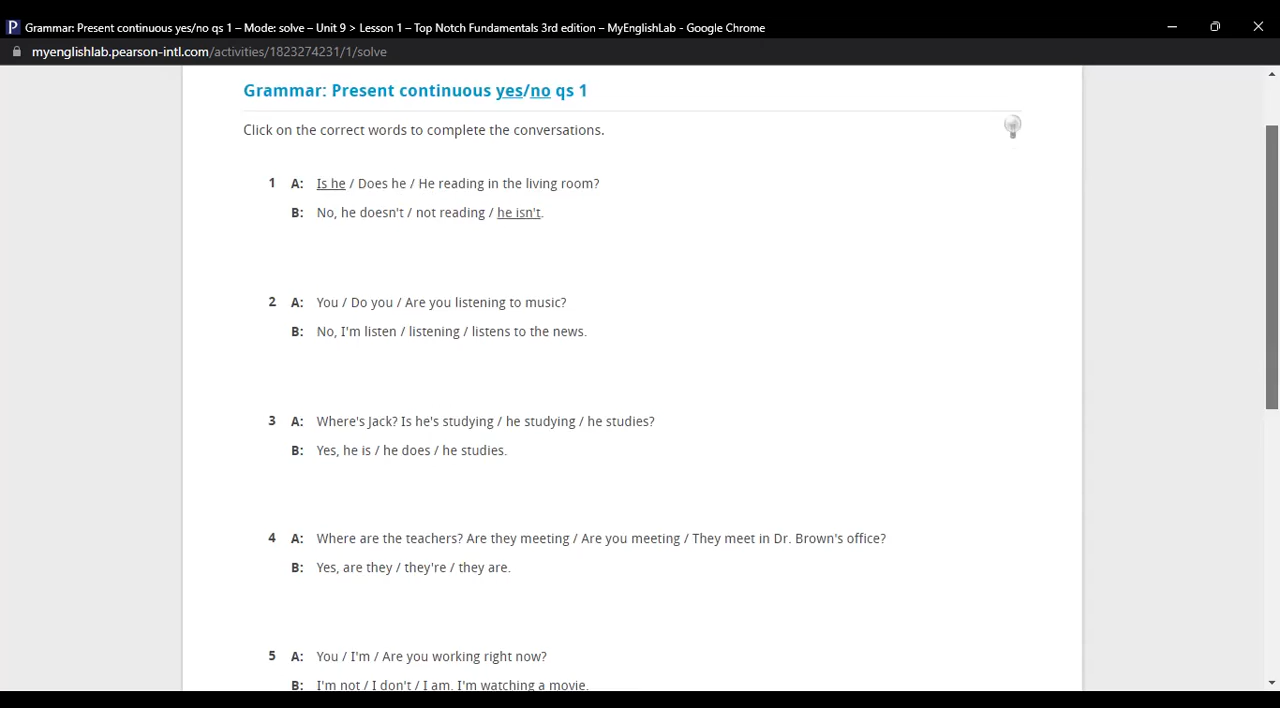 Grammar: Present continuous yes/no qs 1 – Mode: solve – Unit 9 > Lesson 1 – Top Notch Fundamentals 3rd edition – MyEnglishLab - Google Chrome
myenglishlab.pearson-intl.com/activities/1823274231/1/solve
Grammar: Present continuous yes/no qs 1
Click on the correct words to complete the conversations.
1 A: Is he / Does he / He reading in the living room?
B: No, he doesn't / not reading / he isn't.
2 A: You / Do you / Are you listening to music?
B: No, I'm listen / listening / listens to the news.
3 A: Where's Jack? Is he's studying / he studying / he studies?
B: Yes, he is / he does / he studies.
4 A: Where are the teachers? Are they meeting / Are you meeting / They meet in Dr. Brown's office?
B: Yes, are they / they're / they are.
5 A: You / I'm / Are you working right now?
B: I'm not / I don't / I am. I'm watching a movie.